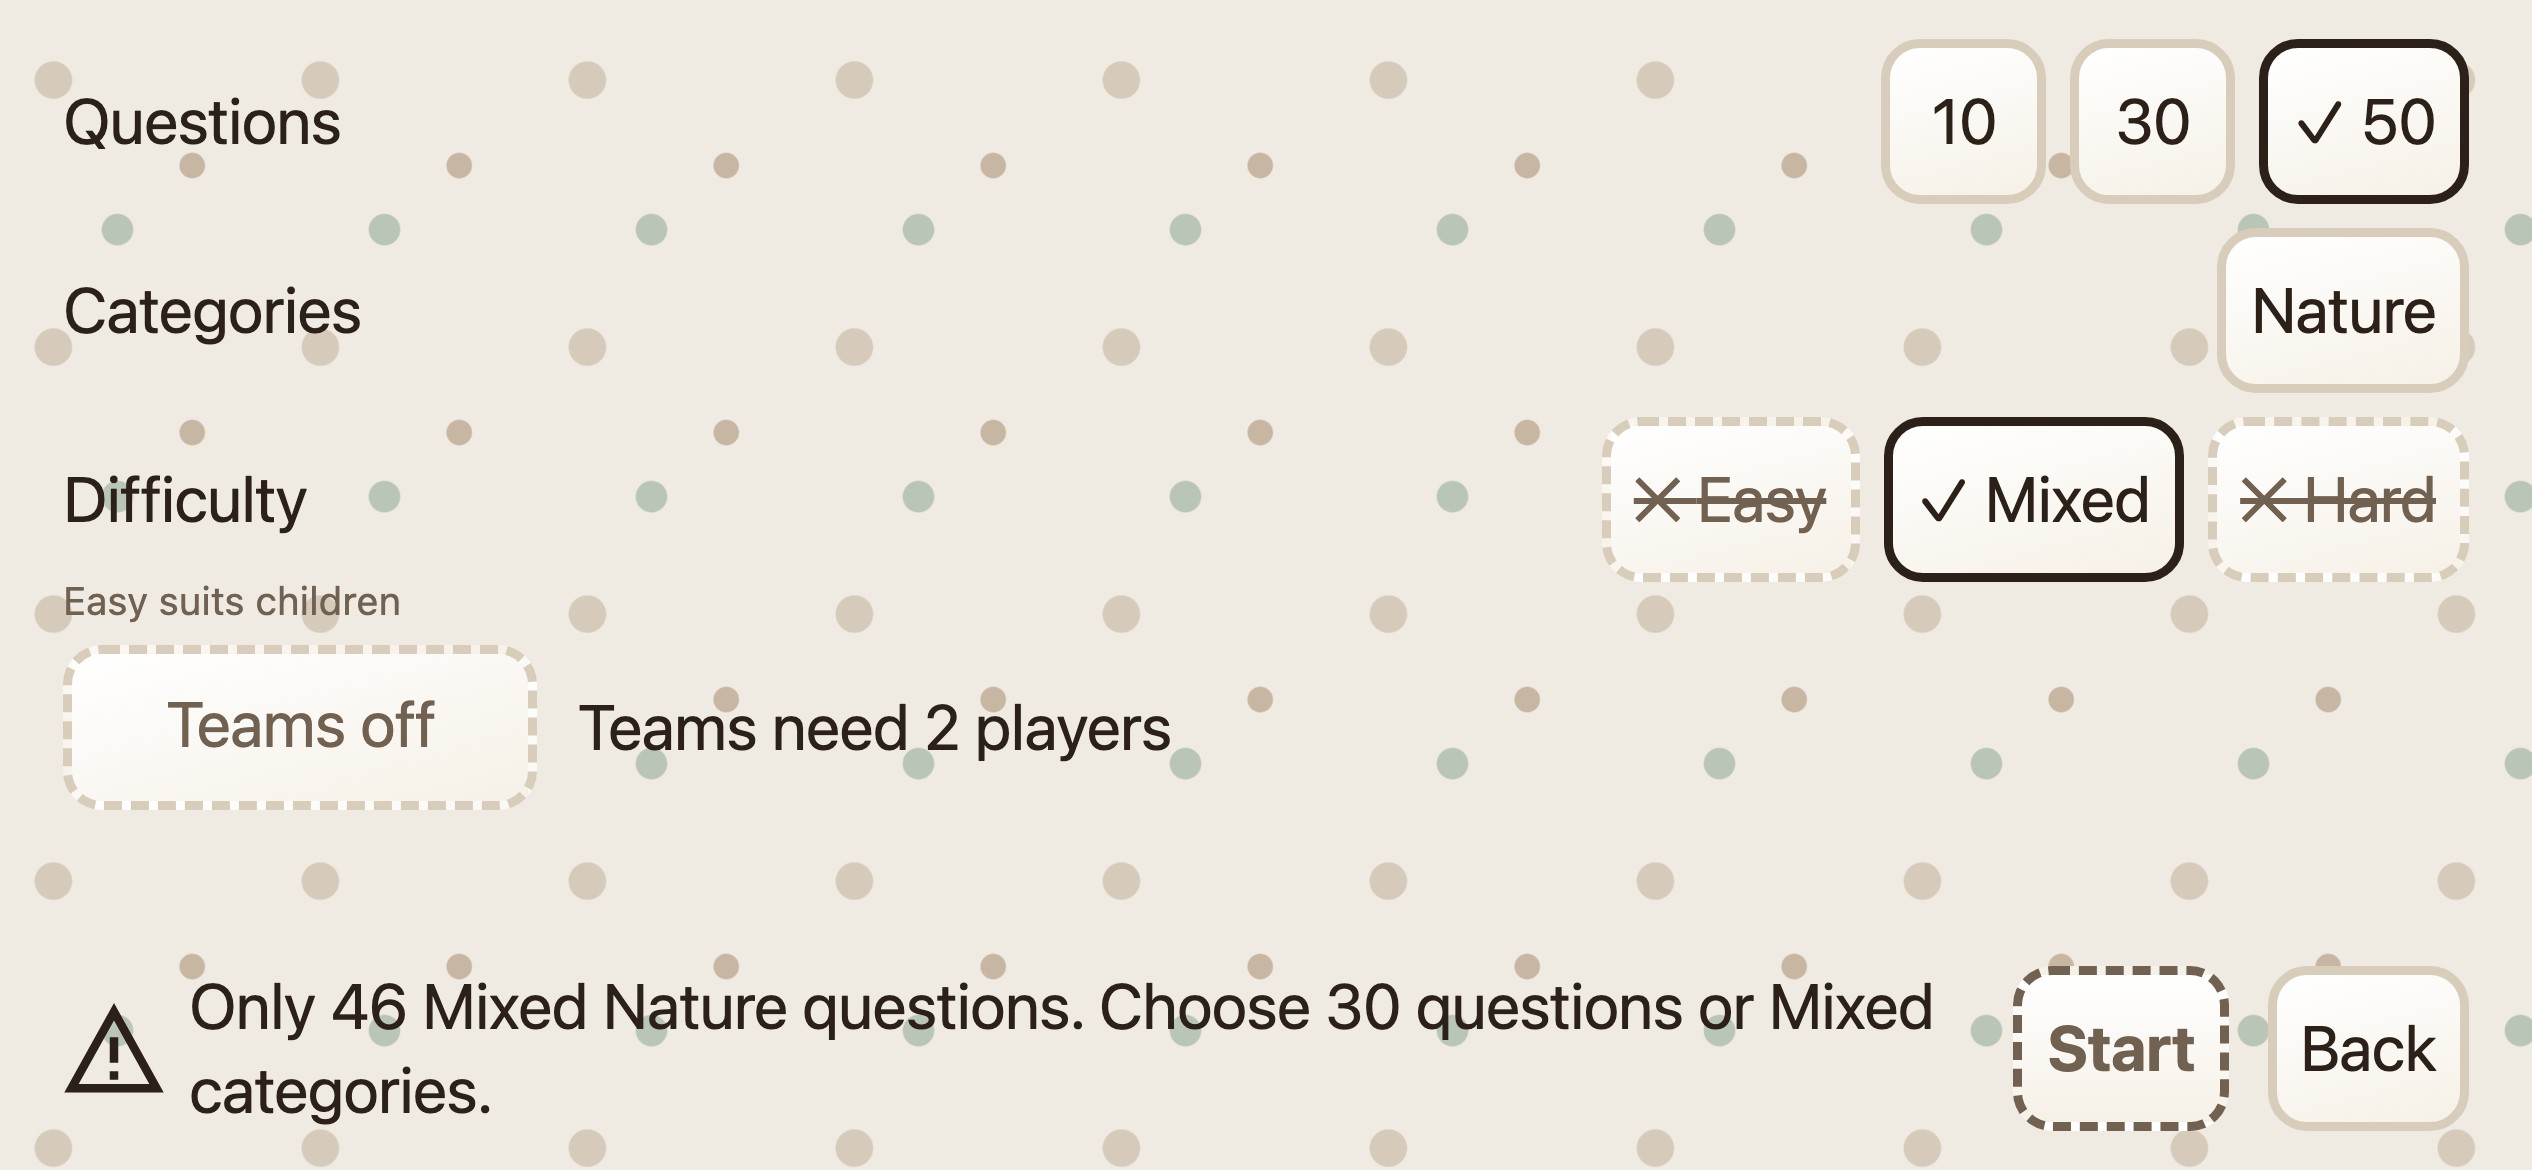 Questions
10
30
✓ 50
Categories
Nature
Difficulty
Easy
✓ Mixed
Hard
Easy suits children
Teams off
Teams need 2 players
Only 46 Mixed Nature questions. Choose 30 questions or Mixed
categories.
Start
Back